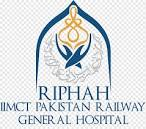 RIPHAH
IIMCT PAKISTAN RAILWAY
GENERAL HOSPITAL